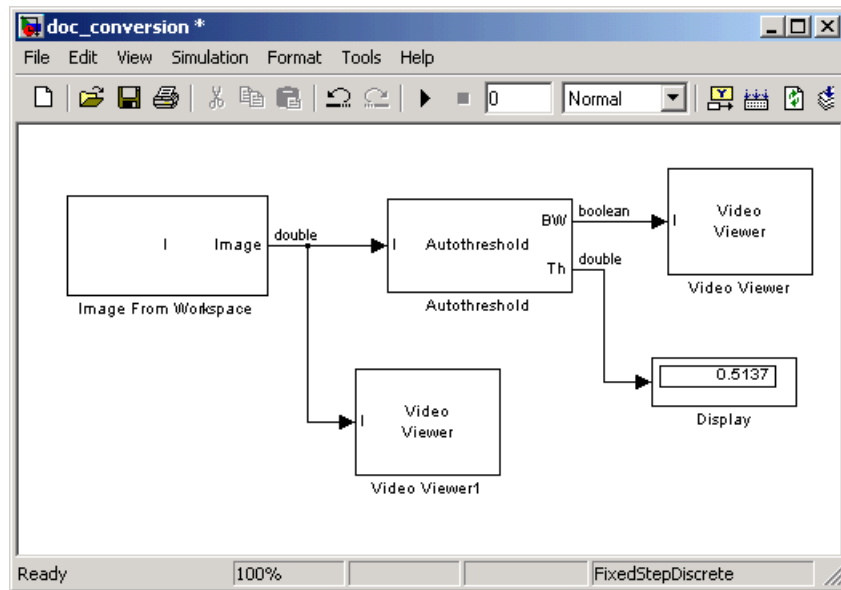 doc_conversion *
File Edit View Simulation Format Tools Help
0 Normal
I Image
double
Image From Workspace
I Autothreshold BW Th
Autothreshold
boolean
double
I Video
Viewer
Video Viewer
0.5137
Display
I Video
Viewer
Video Viewer1
Ready 100% FixedStepDiscrete